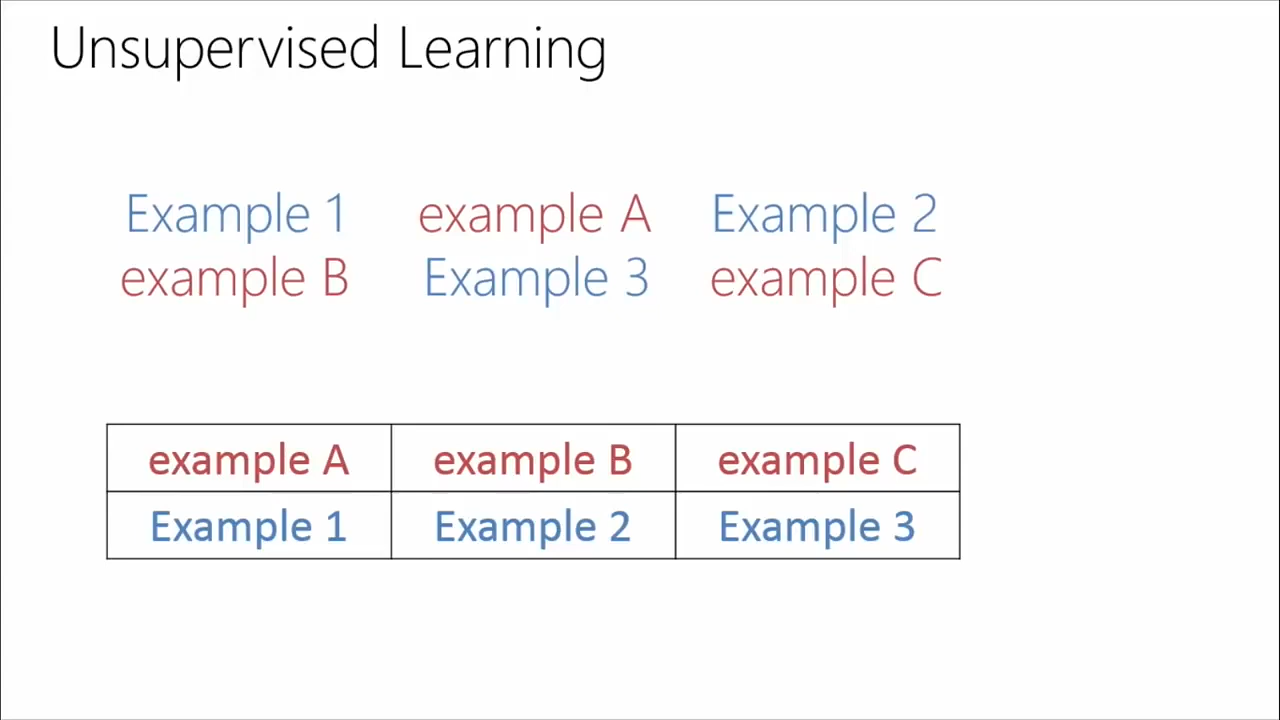 Unsupervised Learning
Example 1 example A Example 2
example B Example 3 example C
example A example B example C
Example 1 Example 2 Example 3